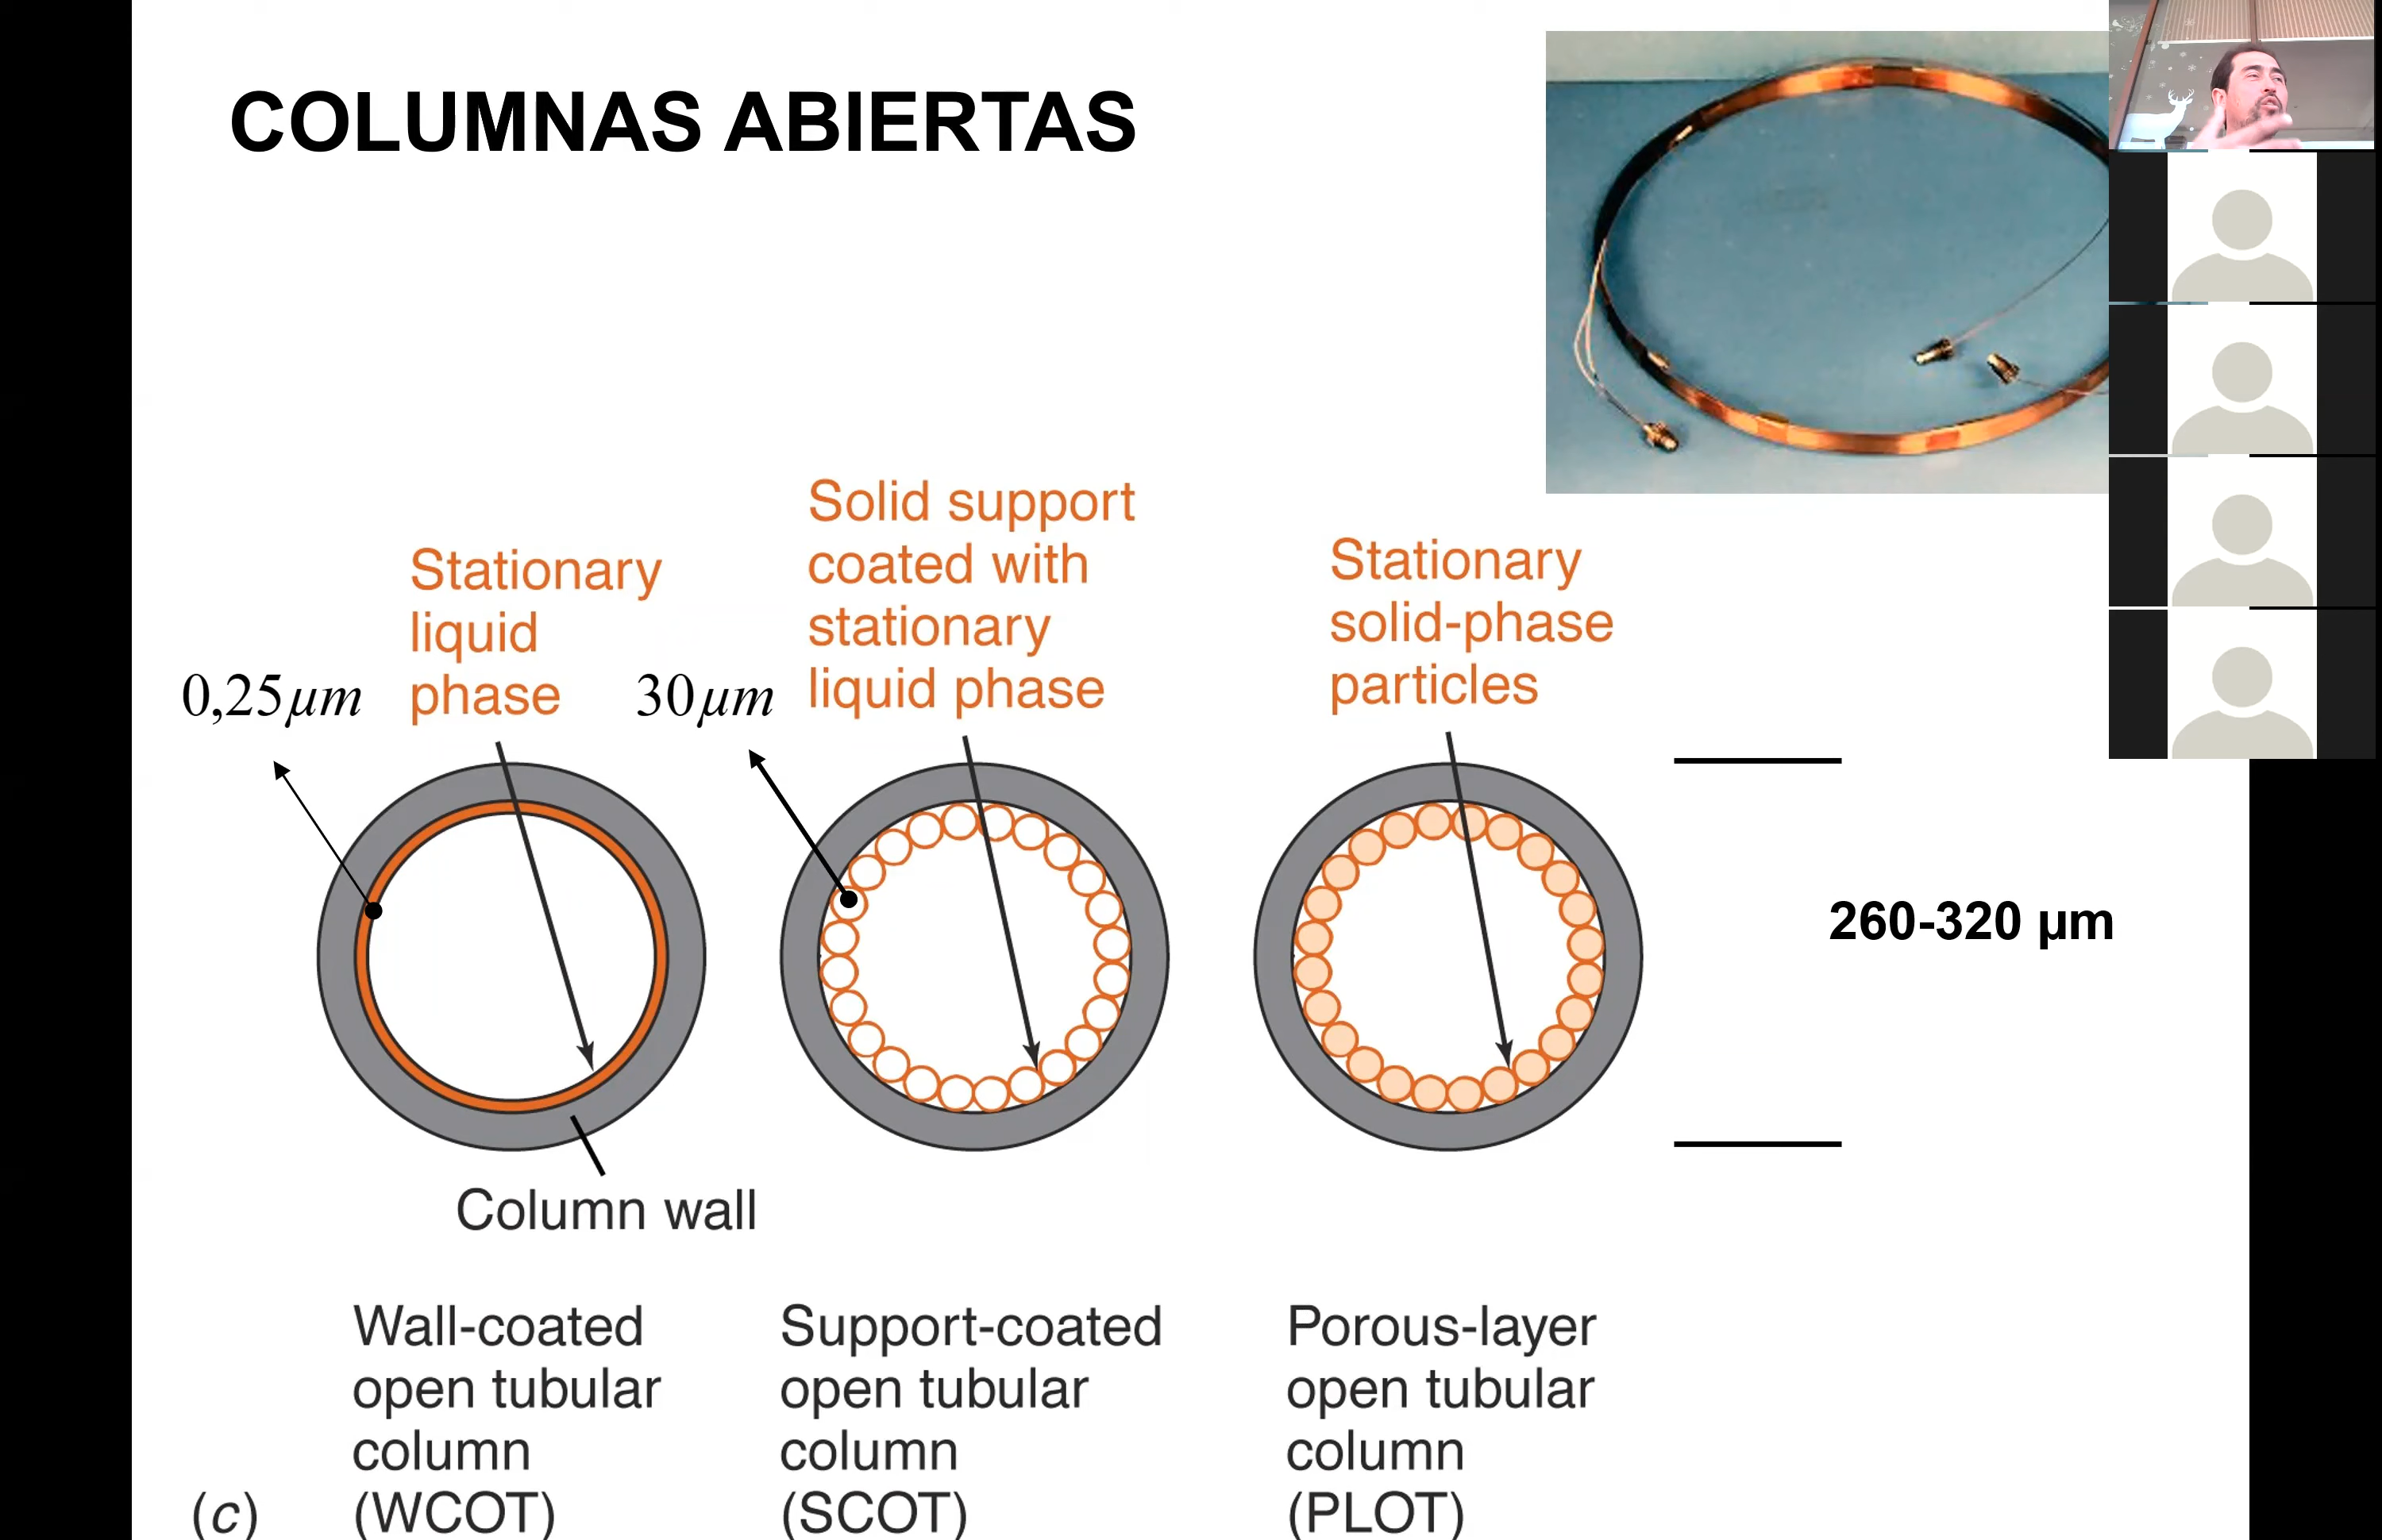 COLUMNAS ABIERTAS
Stationary
liquid
phase
0,25μm
Solid support
coated with
stationary
liquid phase
30μm
Stationary
solid-phase
particles
260-320 μm
Column wall
Wall-coated
open tubular
column
(WCOT)
Support-coated
open tubular
column
(SCOT)
Porous-layer
open tubular
column
(PLOT)
(c)